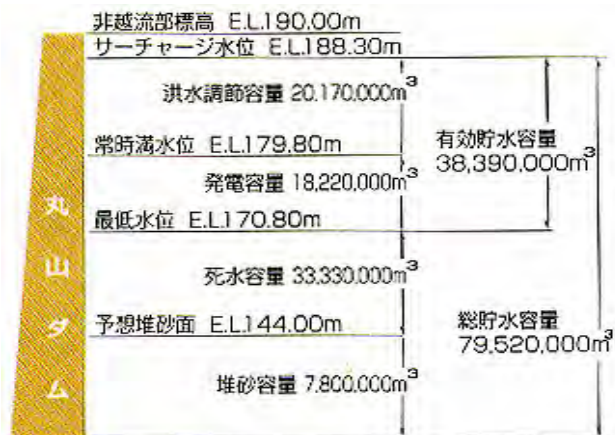 非越流部標高 E.L.190.00m
サーチャージ水位 E.L.188.30m
洪水調節容量 20.170.000m³
常時満水位 E.L.179.80m
有効貯水容量
38,390,000m³
発電容量 18,220,000m³
最低水位 E.L.170.80m
死水容量 33,330,000m³
予想堆砂面 E.L.144.00m
総貯水容量
79,520,000m³
堆砂容量 7.800.000m³
丸山ダム